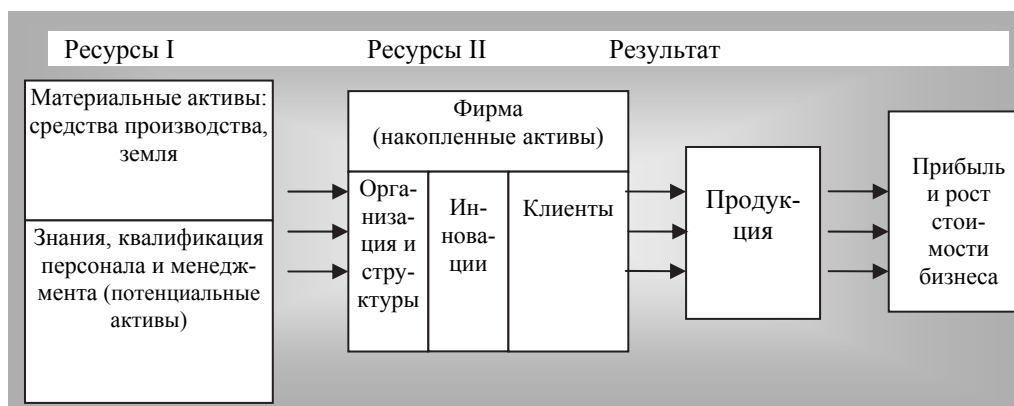 Ресурсы I Ресурсы II Результат
Материальные активы:
средства производства,
земля
Знания, квалификация
персонала и менедж-
мента (потенциальные
активы)
Фирма
(накопленные активы)
Орга-
низа-
ция и
стру-
ктуры
Ин-
нова-
ции
Клиенты
Продук-
ция
Прибыль
и рост
стои-
мости
бизнеса